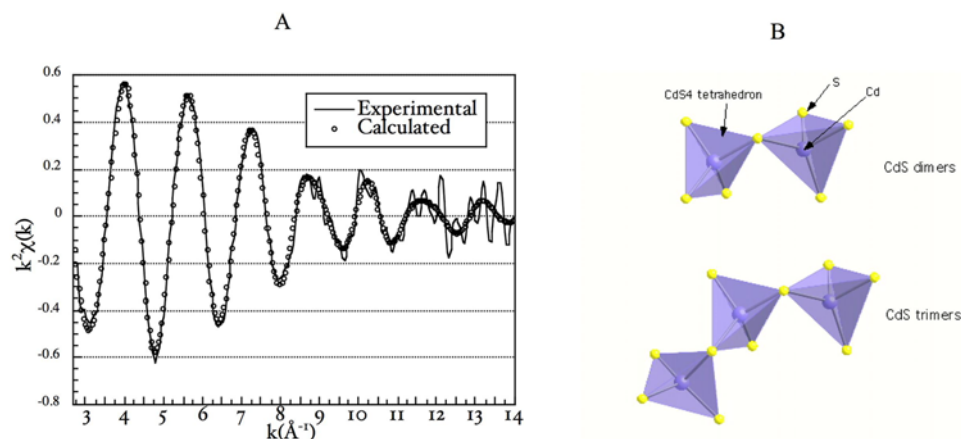 A
B
0.6
0.4
0.2
0
-0.2
-0.4
-0.6
-0.8
k²χ(k)
Experimental
Calculated
3 4 5 6 7 8 9 10 11 12 13 14
k(Å⁻¹)
CdS4 tetrahedron
S
Cd
CdS dimers
CdS trimers